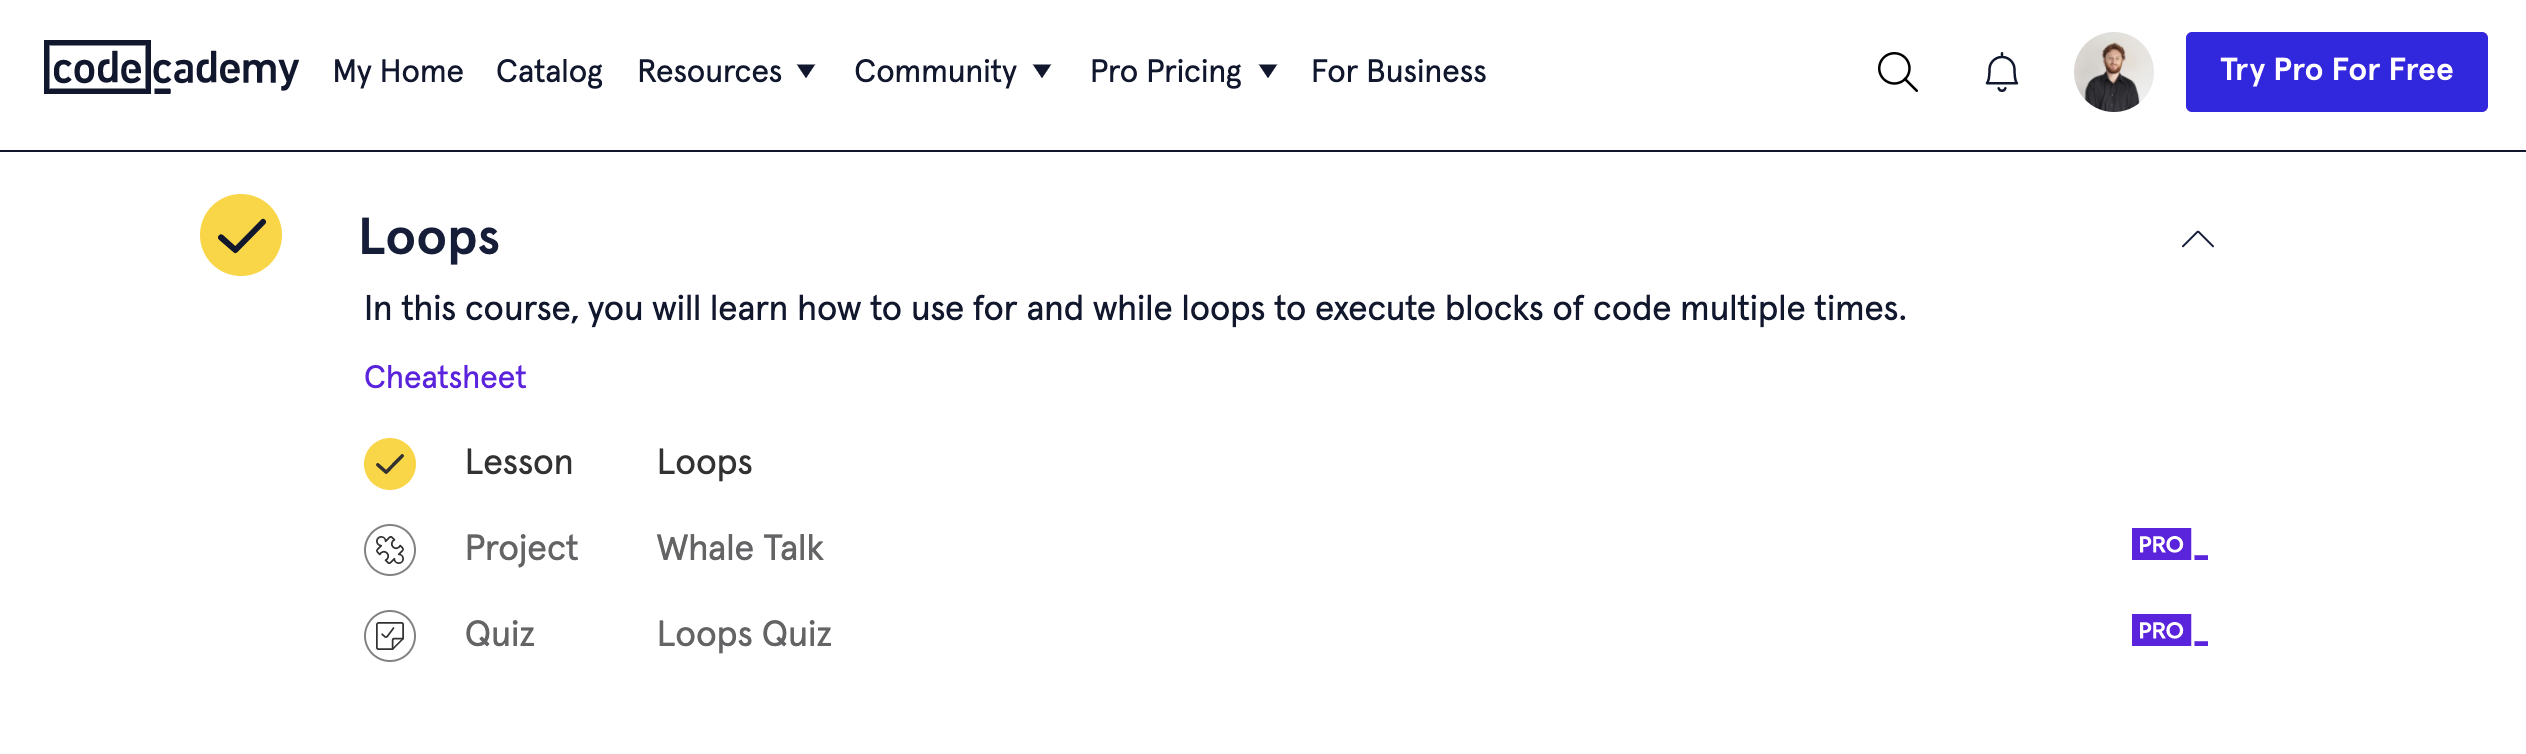 codecademy My Home Catalog Resources Community Pro Pricing For Business Try Pro For Free
Loops
In this course, you will learn how to use for and while loops to execute blocks of code multiple times.
Cheatsheet
Lesson Loops
Project Whale Talk PRO
Quiz Loops Quiz PRO